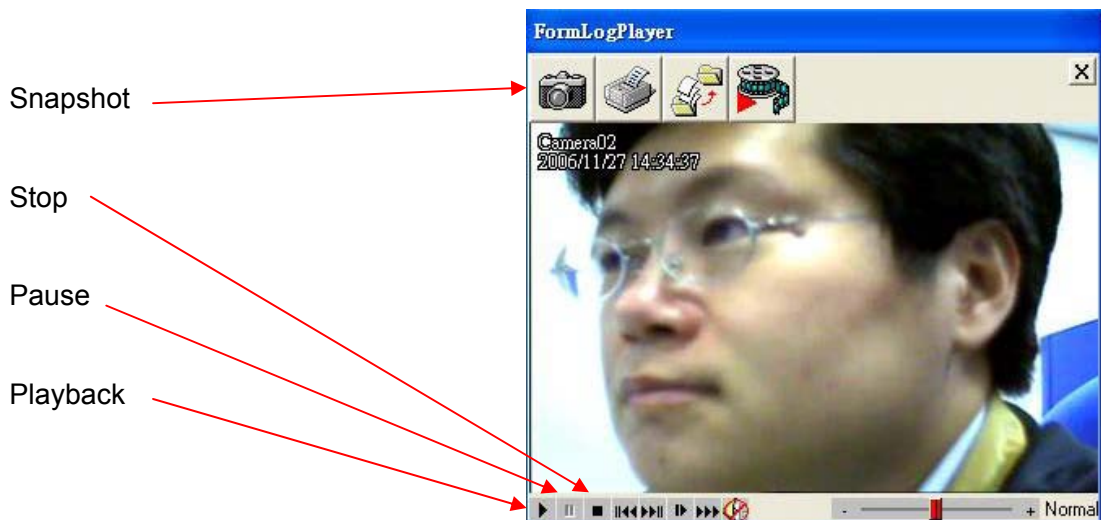 FormLogPlayer
Snapshot
Camera02
2006/11/27 14:34:37
Stop
Pause
Playback
- + Normal